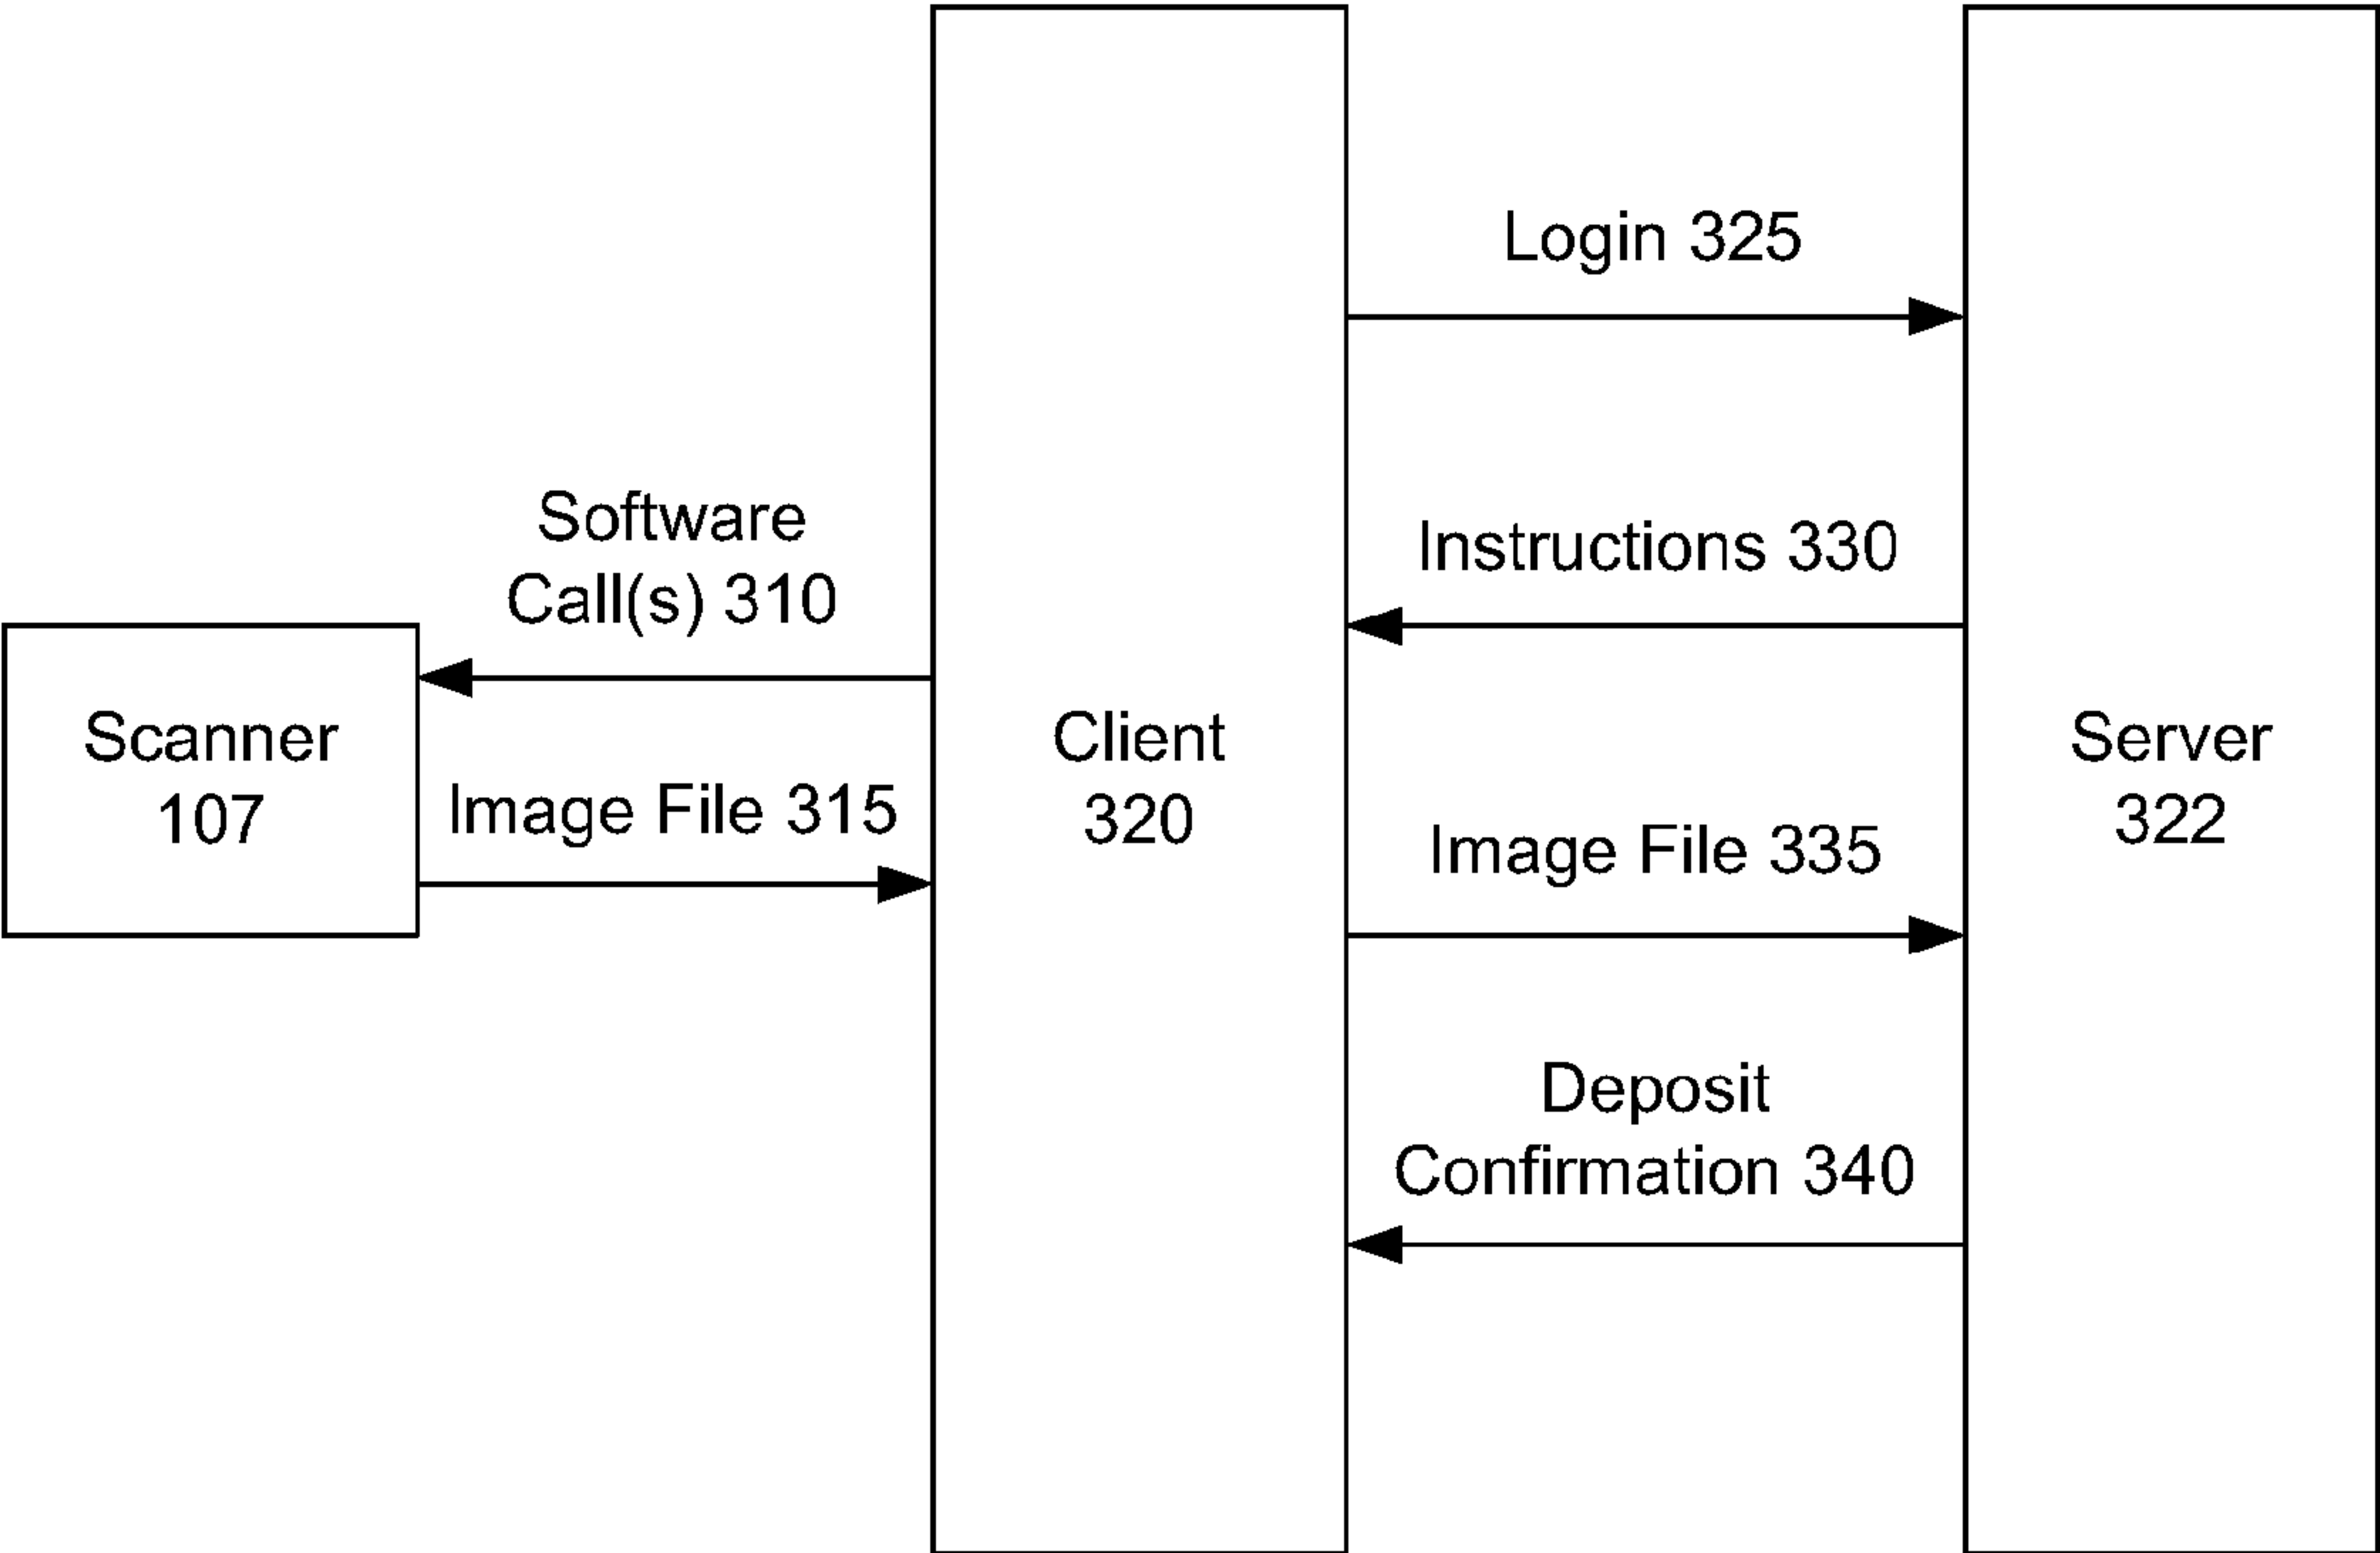 Login 325
Software
Call(s) 310
Instructions 330
Scanner
107
Image File 315
Client
320
Server
322
Image File 335
Deposit
Confirmation 340